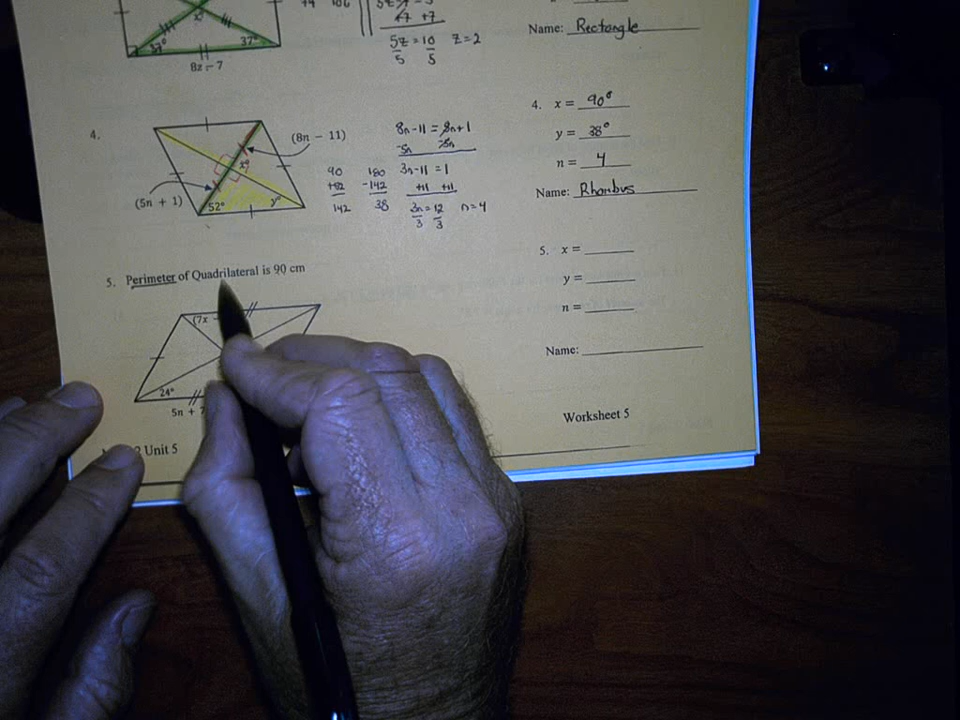 37°
37°
8z - 7
5z = 10 z = 2
5 5
Name: Rectangle
4.
(8n - 11)
x°
(5n + 1)
52°
y°
90
+52
142
180
-142
38
8n-11 = 5n+1
-5n -5n
3n-11 = 1
+11 +11
3n = 12 n=4
3 3
4. x = 90°
y = 38°
n = 4
Name: Rhombus
5. Perimeter of Quadrilateral is 90 cm
(7x
24°
5n + 7
5. x =
y =
n =
Name:
Worksheet 5
2 Unit 5